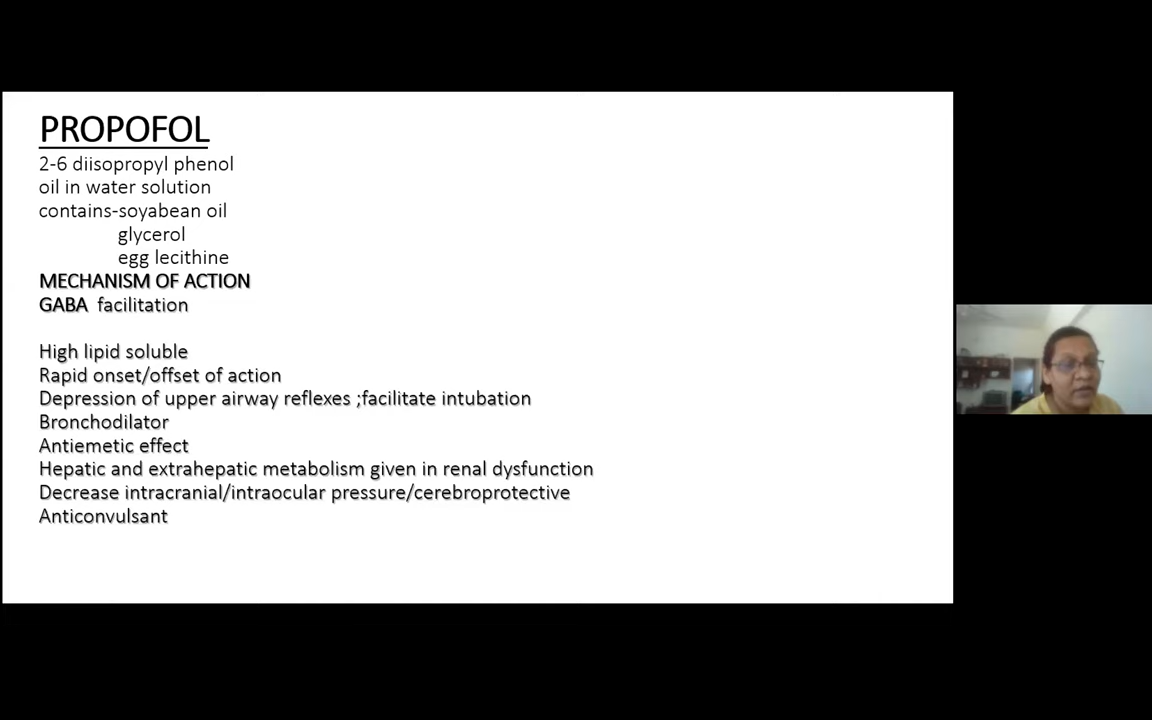 PROPOFOL
2-6 diisopropyl phenol
oil in water solution
contains-soyabean oil
glycerol
egg lecithine
MECHANISM OF ACTION
GABA facilitation
High lipid soluble
Rapid onset/offset of action
Depression of upper airway reflexes ;facilitate intubation
Bronchodilator
Antiemetic effect
Hepatic and extrahepatic metabolism given in renal dysfunction
Decrease intracranial/intraocular pressure/cerebroprotective
Anticonvulsant